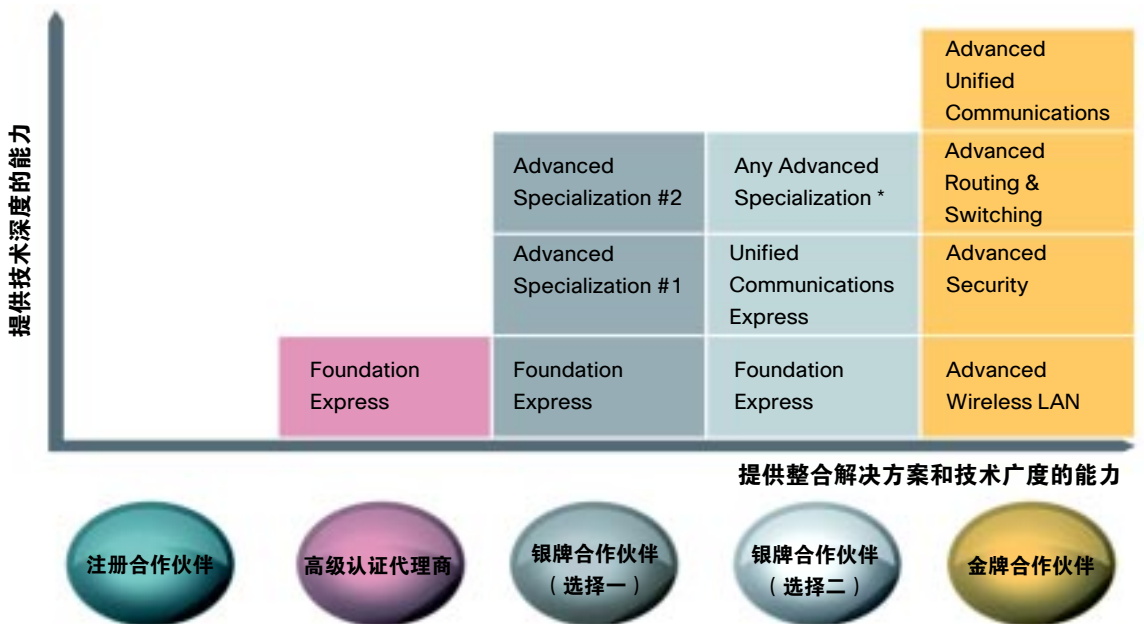 提供技术深度的能力
Advanced
Unified
Communications
Advanced
Specialization #2
Any Advanced
Specialization *
Advanced
Routing &
Switching
Advanced
Specialization #1
Unified
Communications
Express
Advanced
Security
Foundation
Express
Foundation
Express
Foundation
Express
Advanced
Wireless LAN
提供整合解决方案和技术广度的能力
注册合作伙伴
高级认证代理商
银牌合作伙伴
（选择一）
银牌合作伙伴
（选择二）
金牌合作伙伴